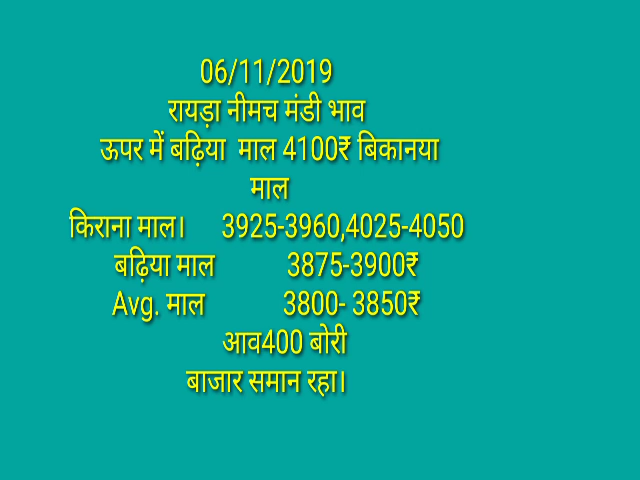 06/11/2019
रायड़ा नीमच मंडी भाव
ऊपर में बढ़िया माल 4100₹ बिकानया
माल
किराना माल। 3925-3960,4025-4050
बढ़िया माल 3875-3900₹
Avg. माल 3800- 3850₹
आव400 बोरी
बाजार समान रहा।